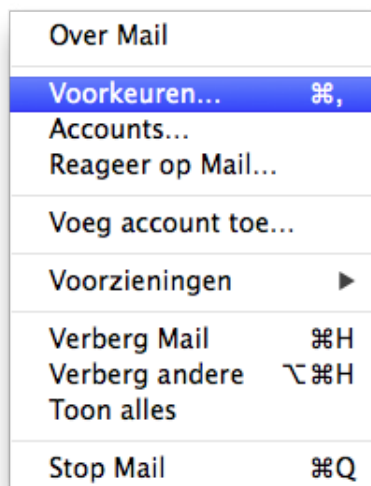 Over Mail
Voorkeuren... ⌘,
Accounts...
Reageer op Mail...
Voeg account toe...
Voorzieningen ▶
Verberg Mail ⌘H
Verberg andere ⌥⌘H
Toon alles
Stop Mail ⌘Q